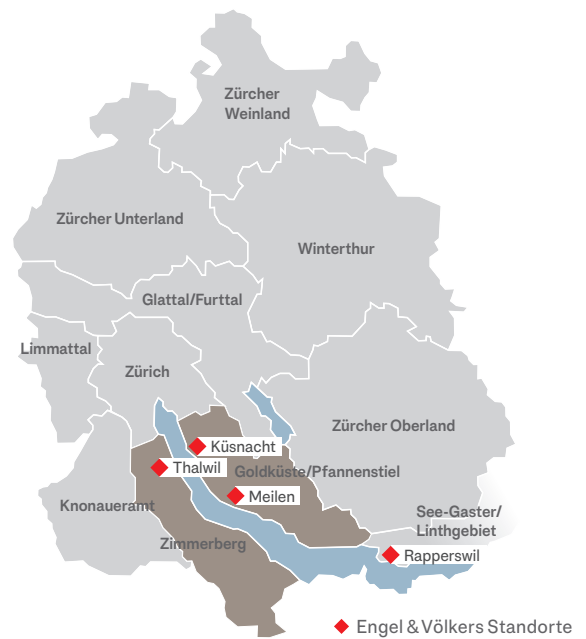 Zürcher
Weinland
Zürcher Unterland
Winterthur
Glattal/Furttal
Limmattal
Zürich
Zürcher Oberland
Küsnacht
Thalwil
Goldküste/Pfannenstiel
Meilen
Knonaueramt
See-Gaster/
Linthgebiet
Zimmerberg
Rapperswil
Engel & Völkers Standorte